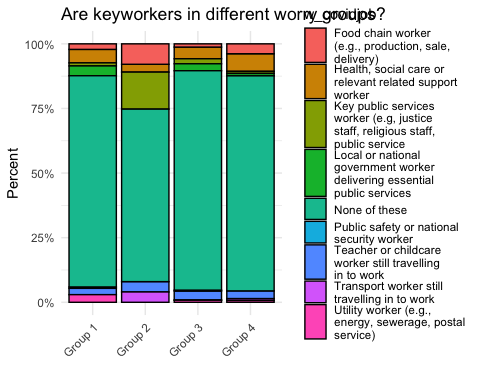 Are keyworkers in different worry groups?
Food chain worker
(e.g., production, sale,
delivery)
Health, social care or
relevant related support
worker
Key public services
worker (e.g, justice
staff, religious staff,
public service
Local or national
government worker
delivering essential
public services
None of these
Public safety or national
security worker
Teacher or childcare
worker still travelling
in to work
Transport worker still
travelling in to work
Utility worker (e.g.,
energy, sewerage, postal
service)
Percent
100%
75%
50%
25%
0%
Group 1
Group 2
Group 3
Group 4